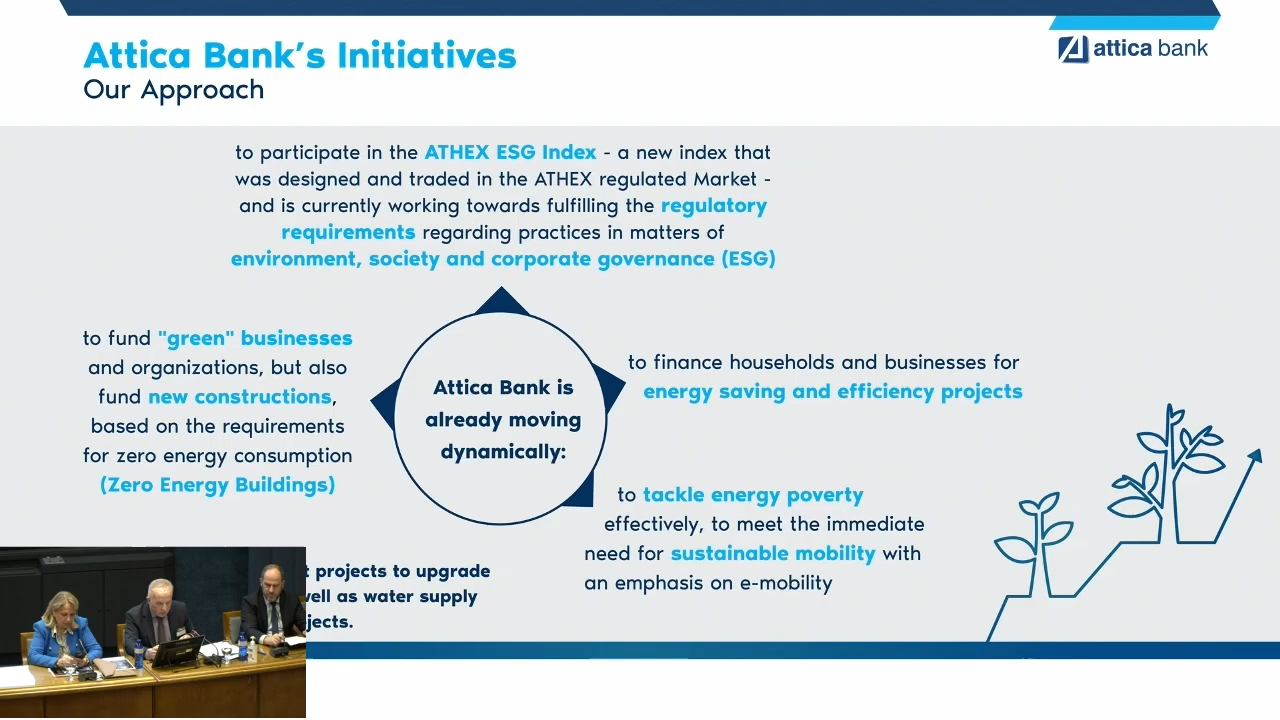 Attica Bank's Initiatives
Our Approach
attica bank
to participate in the ATHEX ESG Index - a new index that
was designed and traded in the ATHEX regulated Market -
and is currently working towards fulfilling the regulatory
requirements regarding practices in matters of
environment, society and corporate governance (ESG)
to fund "green" businesses
and organizations, but also
fund new constructions,
based on the requirements
for zero energy consumption
(Zero Energy Buildings)
Attica Bank is
already moving
dynamically:
to finance households and businesses for
energy saving and efficiency projects
to tackle energy poverty
effectively, to meet the immediate
need for sustainable mobility with
an emphasis on e-mobility
projects to upgrade
as water supply